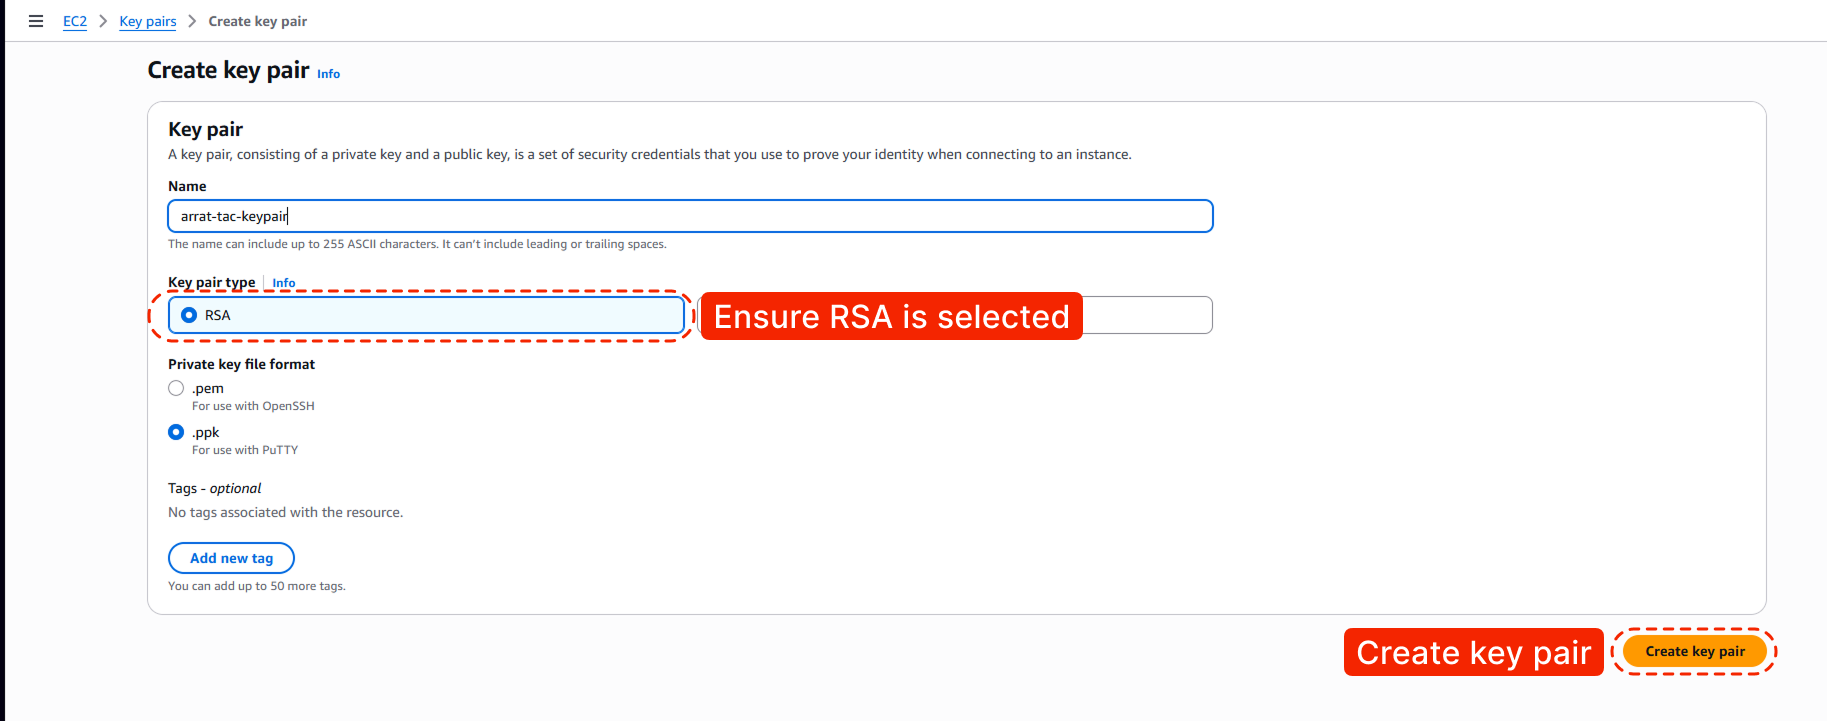 EC2 > Key pairs > Create key pair
Create key pair Info
Key pair
A key pair, consisting of a private key and a public key, is a set of security credentials that you use to prove your identity when connecting to an instance.
Name
arrat-tac-keypair
The name can include up to 255 ASCII characters. It can't include leading or trailing spaces.
Key pair type Info
RSA
Ensure RSA is selected
Private key file format
.pem
For use with OpenSSH
.ppk
For use with PuTTY
Tags - optional
No tags associated with the resource.
Add new tag
You can add up to 50 more tags.
Create key pair
Create key pair